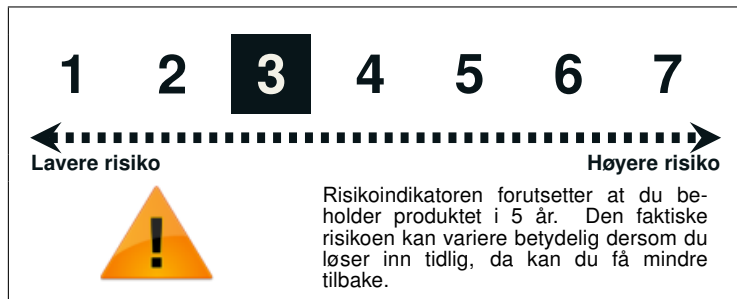 1 2 3 4 5 6 7
Lavere risiko Høyere risiko
Risikoindikatoren forutsetter at du be-
holder produktet i 5 år. Den faktiske
risikoen kan variere betydelig dersom du
løser inn tidlig, da kan du få mindre
tilbake.